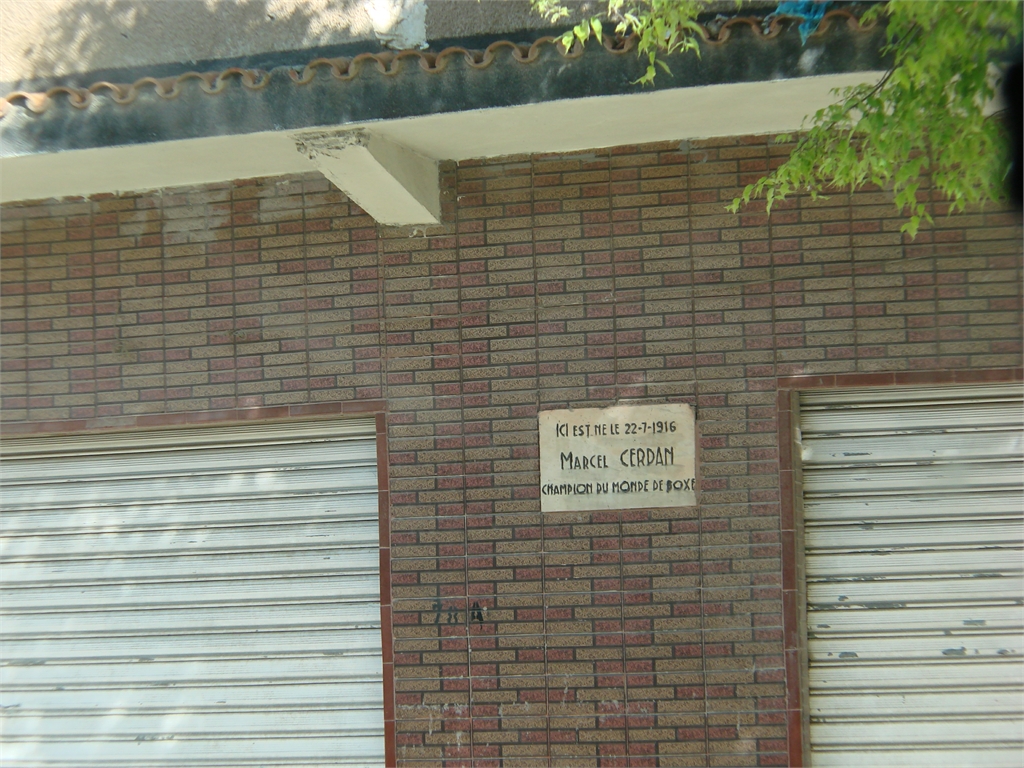 ICI EST NE LE 22-7-1916
MARCEL CERDAN
CHAMPION DU MONDE DE BOXE